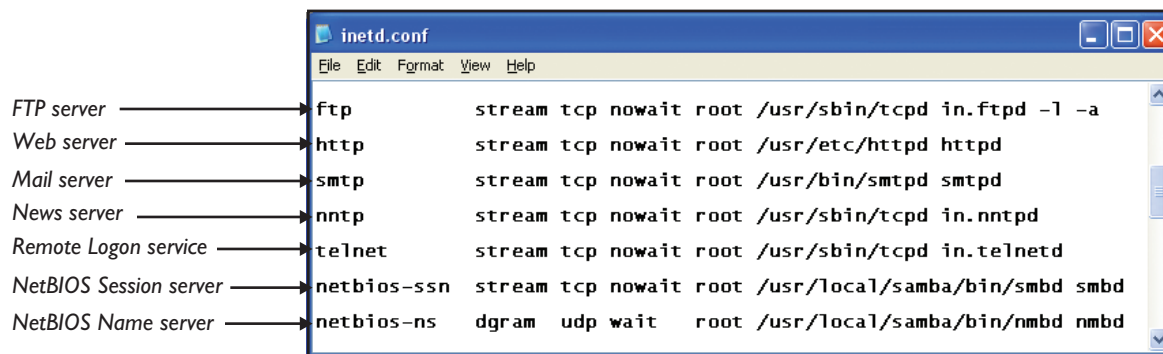 inetd.conf
File Edit Format View Help
FTP server ftp stream tcp nowait root /usr/sbin/tcpd in.ftpd -l -a
Web server http stream tcp nowait root /usr/etc/httpd httpd
Mail server smtp stream tcp nowait root /usr/bin/smtpd smtpd
News server nntp stream tcp nowait root /usr/sbin/tcpd in.nntpd
Remote Logon service telnet stream tcp nowait root /usr/sbin/tcpd in.telnetd
NetBIOS Session server netbios-ssn stream tcp nowait root /usr/local/samba/bin/smbd smbd
NetBIOS Name server netbios-ns dgram udp wait root /usr/local/samba/bin/nmbd nmbd